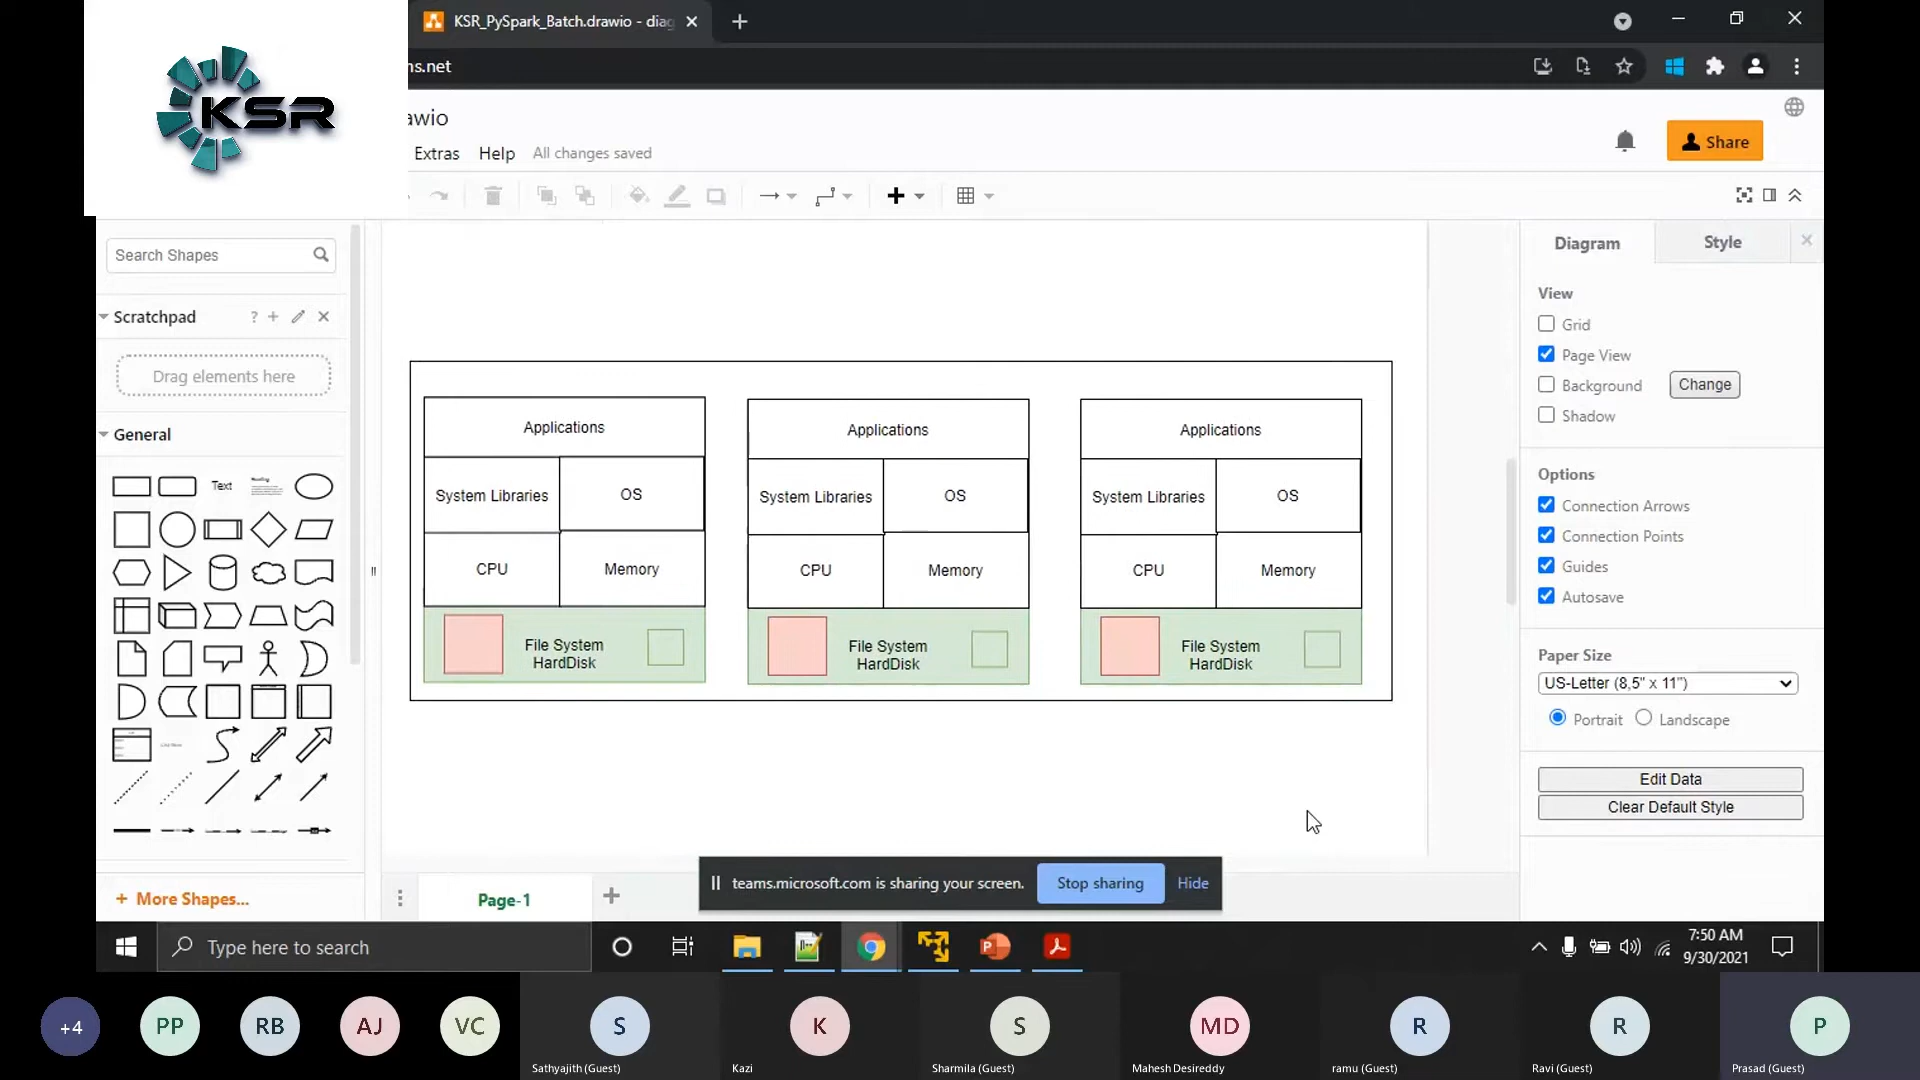 KSR
KSR_PySpark_Batch.drawio - diag
ns.net
awio
Extras
Help
All changes saved
Share
Search Shapes
Scratchpad
?
Drag elements here
General
Text
Heading
More Shapes...
Applications
System Libraries
OS
CPU
Memory
File System
HardDisk
Applications
System Libraries
OS
CPU
Memory
File System
HardDisk
Applications
System Libraries
OS
CPU
Memory
File System
HardDisk
Diagram
Style
View
Grid
Page View
Background
Change
Shadow
Options
Connection Arrows
Connection Points
Guides
Autosave
Paper Size
US-Letter (8,5" x 11")
Portrait
Landscape
Edit Data
Clear Default Style
Page-1
teams.microsoft.com is sharing your screen.
Stop sharing
Hide
Type here to search
7:50 AM
9/30/2021
+4
PP
RB
AJ
VC
S
Sathyajith (Guest)
K
Kazi
S
Sharmila (Guest)
MD
Mahesh Desireddy
R
ramu (Guest)
R
Ravi (Guest)
P
Prasad (Guest)